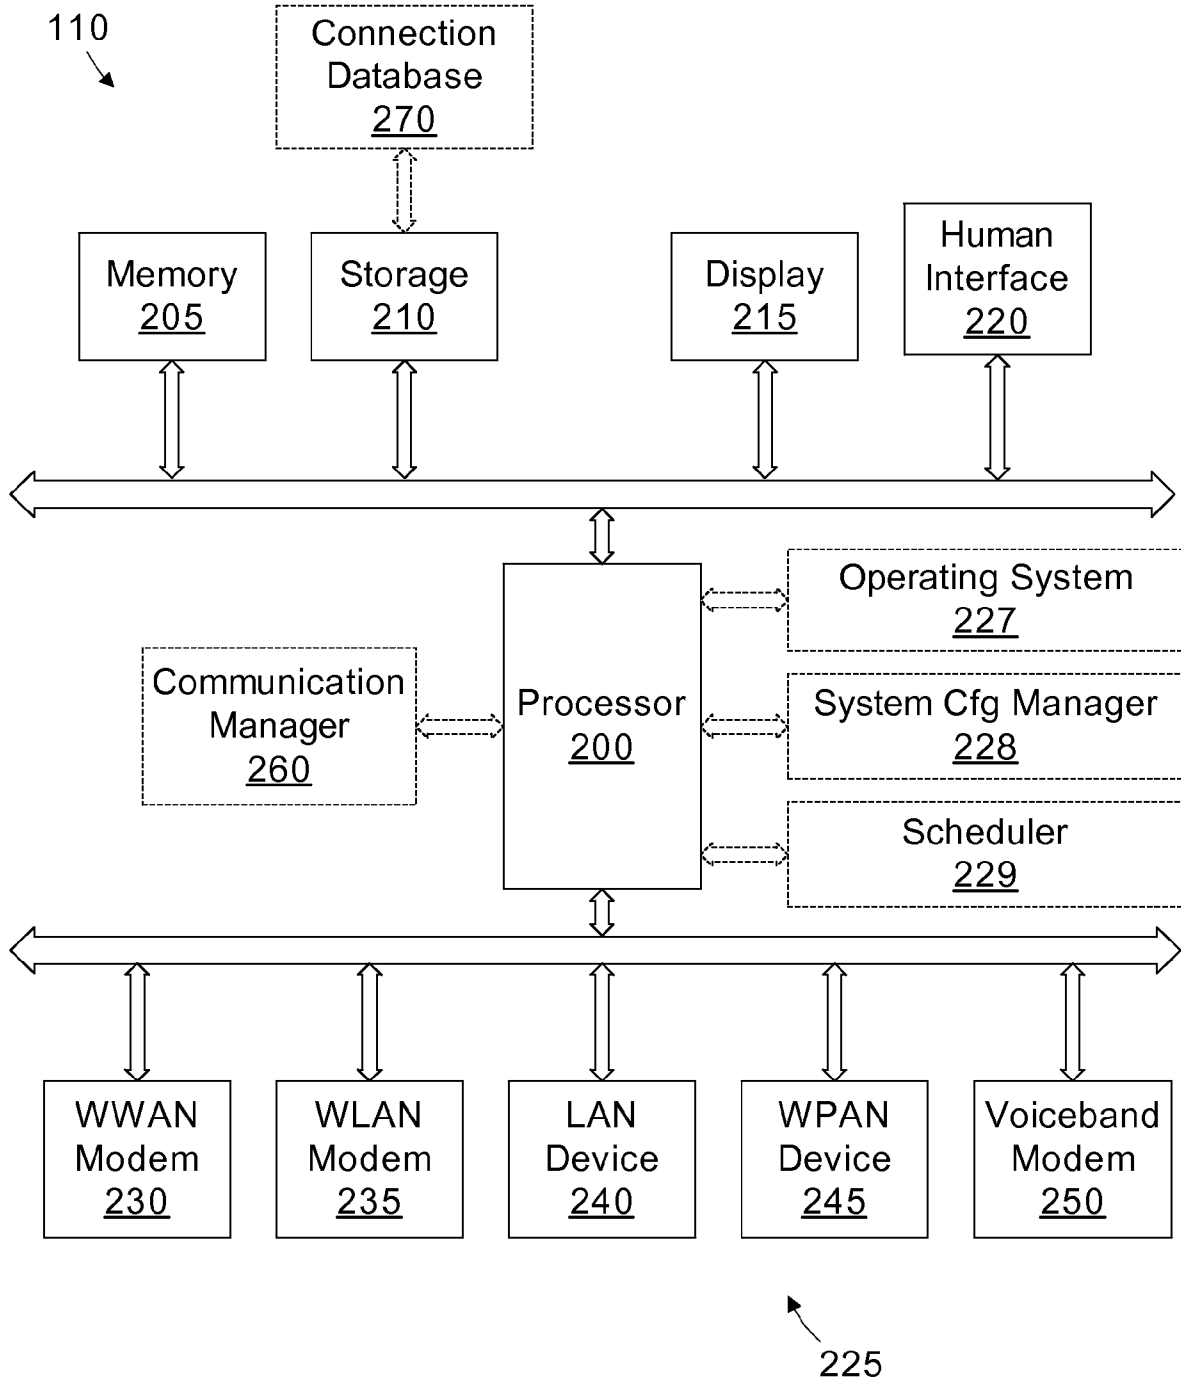 110
Connection
Database
270
Memory
205
Storage
210
Display
215
Human
Interface
220
Operating System
227
Communication
Manager
260
Processor
200
System Cfg Manager
228
Scheduler
229
WWAN
Modem
230
WLAN
Modem
235
LAN
Device
240
WPAN
Device
245
Voiceband
Modem
250
225